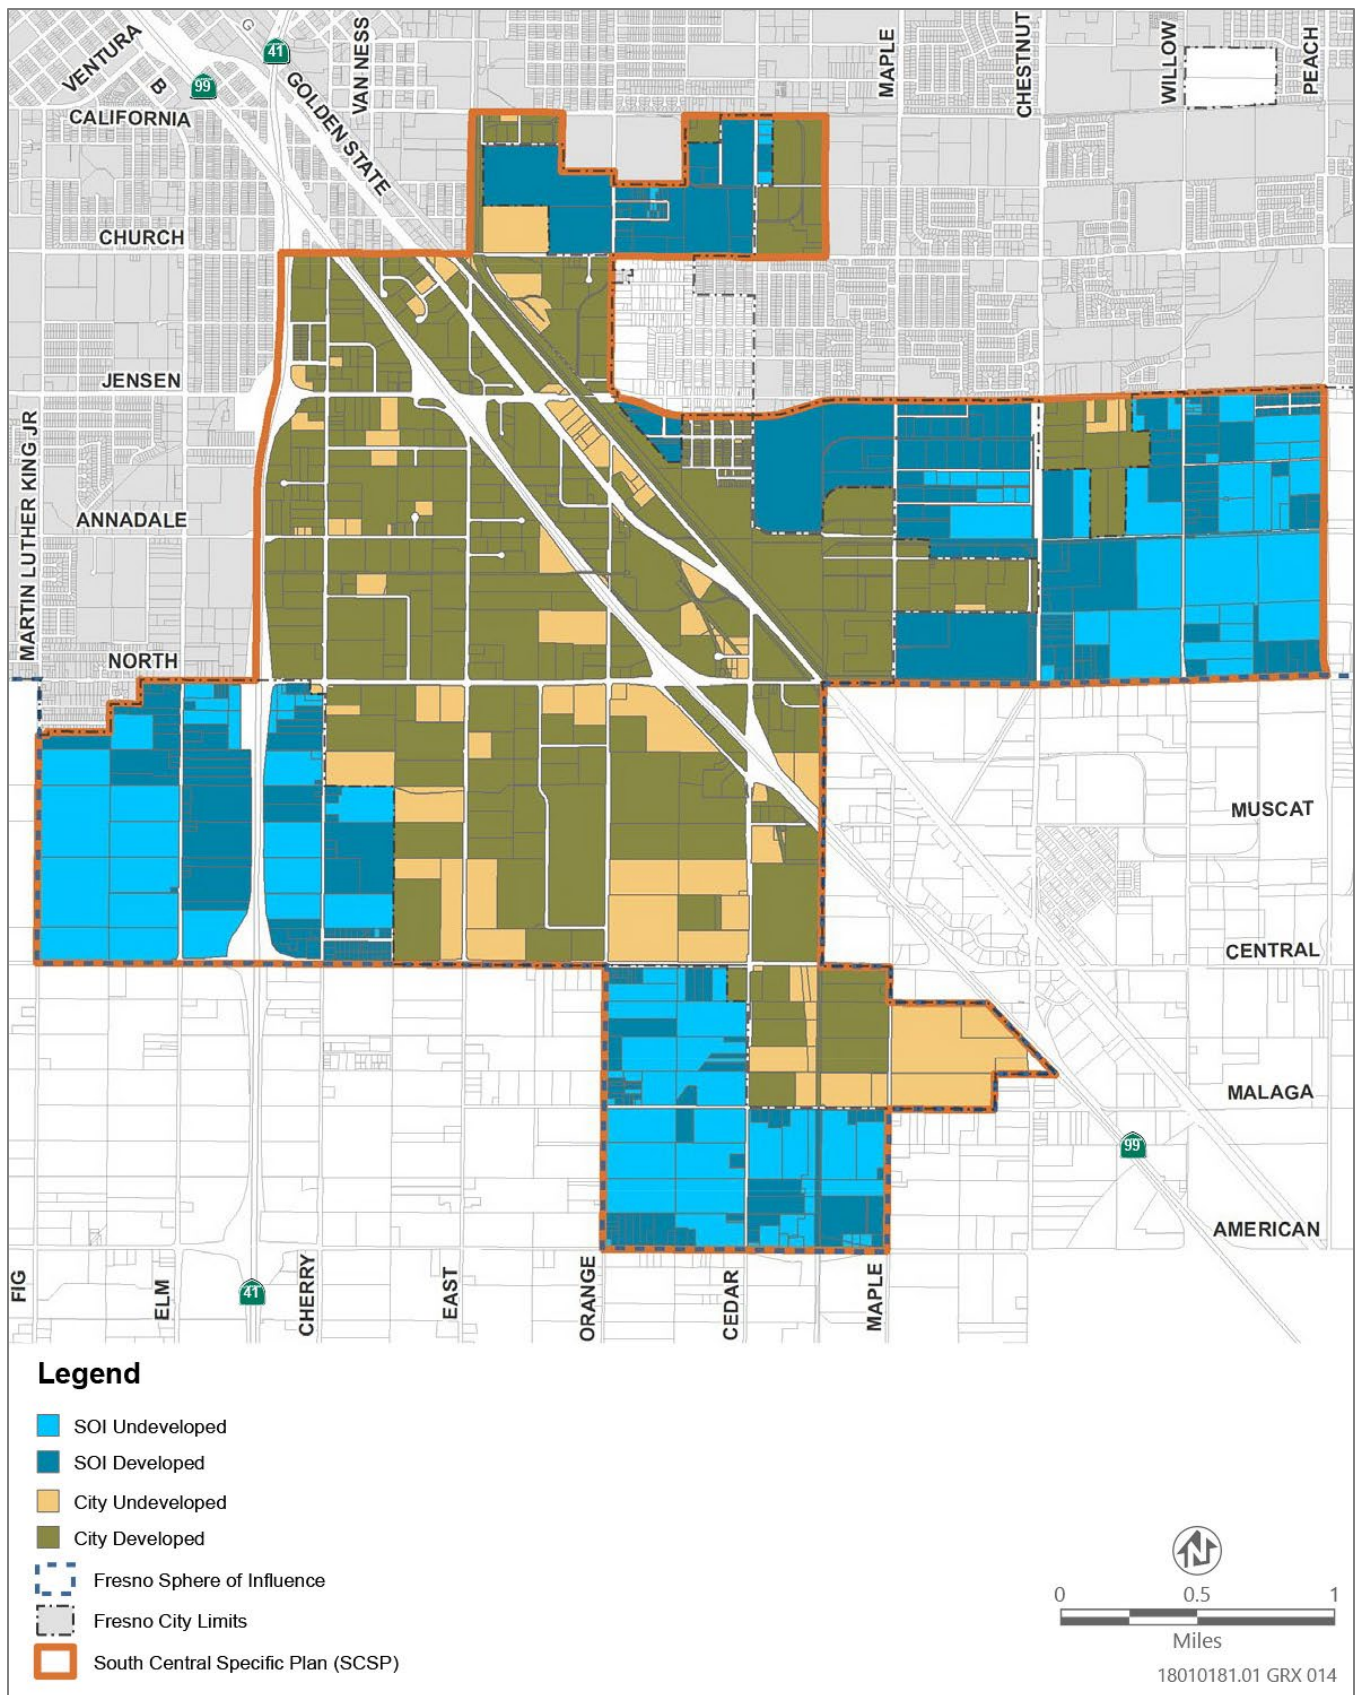 VENTURA
G
41
B
99
GOLDEN STATE
VAN NESS
MAPLE
CHESTNUT
WILLOW
PEACH
CALIFORNIA
CHURCH
JENSEN
MARTIN LUTHER KING JR
ANNADALE
NORTH
MUSCAT
CENTRAL
MALAGA
99
AMERICAN
FIG
ELM
41
CHERRY
EAST
ORANGE
CEDAR
MAPLE
Legend
SOI Undeveloped
SOI Developed
City Undeveloped
City Developed
Fresno Sphere of Influence
Fresno City Limits
South Central Specific Plan (SCSP)
N
0 0.5 1
Miles
18010181.01 GRX 014